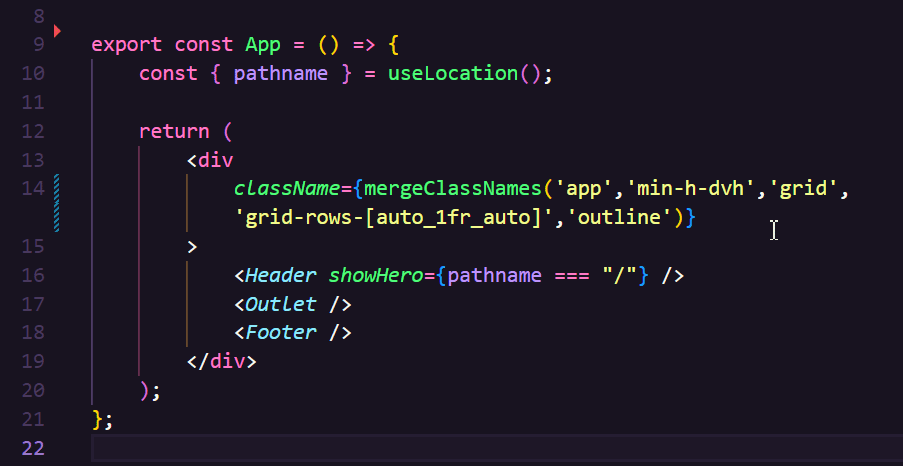 8
9 export const App = () => {
10     const { pathname } = useLocation();
11
12     return (
13         <div
14             className={mergeClassNames('app','min-h-dvh','grid',
            'grid-rows-[auto_1fr_auto]','outline')}
15         >
16             <Header showHero={pathname === "/"} />
17             <Outlet />
18             <Footer />
19         </div>
20     );
21 };
22